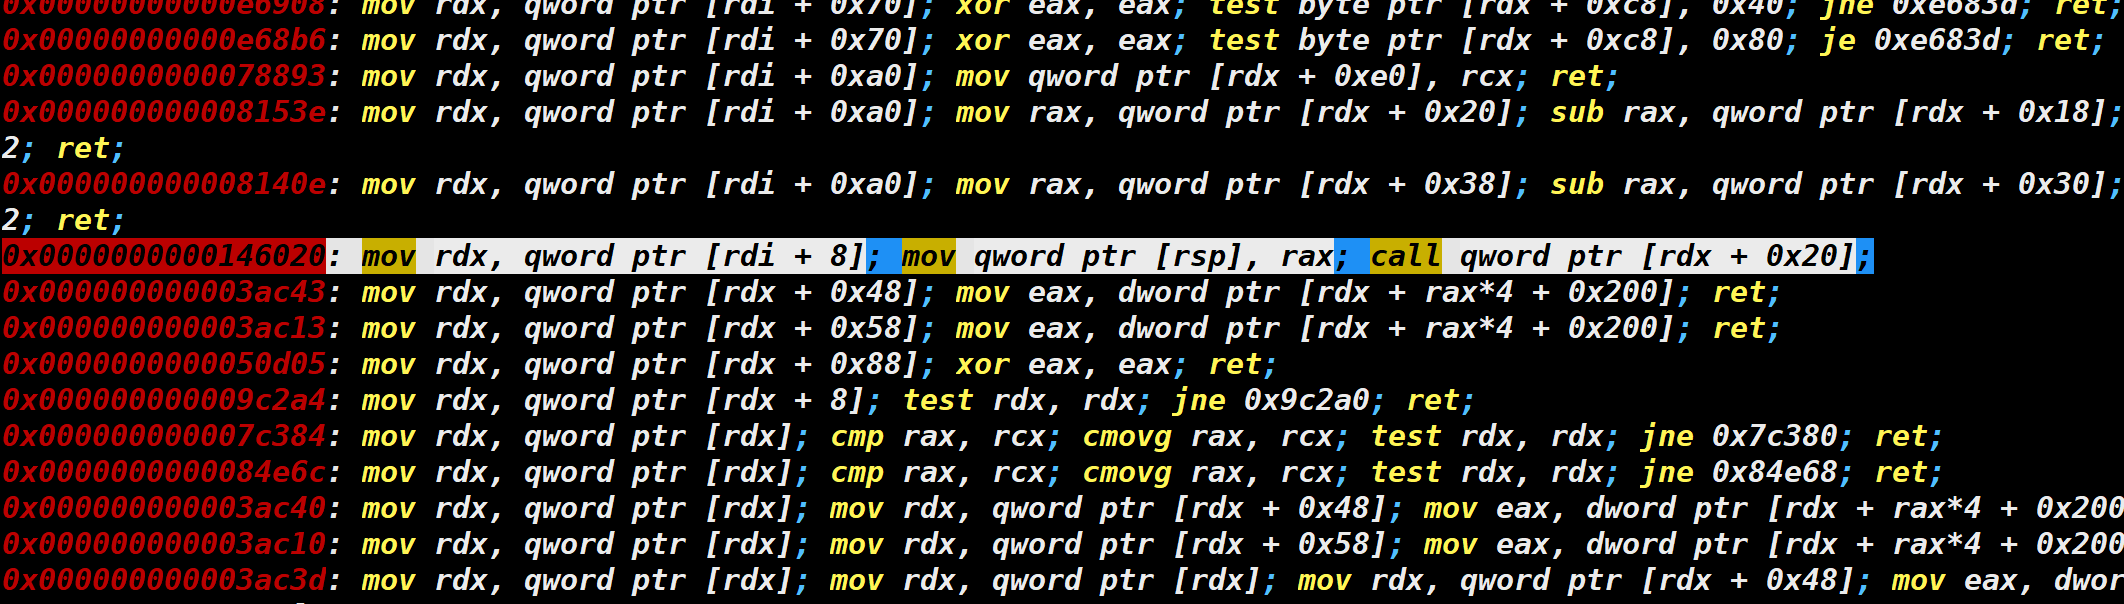 0x00000000000e6908: mov rdx, qword ptr [rdi + 0x70]; xor eax, eax; test byte ptr [rdx + 0xc8], 0x40; jne 0xe683d; ret;
0x00000000000e68b6: mov rdx, qword ptr [rdi + 0x70]; xor eax, eax; test byte ptr [rdx + 0xc8], 0x80; je 0xe683d; ret;
0x0000000000078893: mov rdx, qword ptr [rdi + 0xa0]; mov qword ptr [rdx + 0xe0], rcx; ret;
0x000000000008153e: mov rdx, qword ptr [rdi + 0xa0]; mov rax, qword ptr [rdx + 0x20]; sub rax, qword ptr [rdx + 0x18];
2; ret;
0x000000000008140e: mov rdx, qword ptr [rdi + 0xa0]; mov rax, qword ptr [rdx + 0x38]; sub rax, qword ptr [rdx + 0x30];
2; ret;
0x0000000000146020: mov rdx, qword ptr [rdi + 8]; mov qword ptr [rsp], rax; call qword ptr [rdx + 0x20];
0x000000000003ac43: mov rdx, qword ptr [rdx + 0x48]; mov eax, dword ptr [rdx + rax*4 + 0x200]; ret;
0x000000000003ac13: mov rdx, qword ptr [rdx + 0x58]; mov eax, dword ptr [rdx + rax*4 + 0x200]; ret;
0x0000000000050d05: mov rdx, qword ptr [rdx + 0x88]; xor eax, eax; ret;
0x000000000009c2a4: mov rdx, qword ptr [rdx + 8]; test rdx, rdx; jne 0x9c2a0; ret;
0x000000000007c384: mov rdx, qword ptr [rdx]; cmp rax, rcx; cmovg rax, rcx; test rdx, rdx; jne 0x7c380; ret;
0x0000000000084e6c: mov rdx, qword ptr [rdx]; cmp rax, rcx; cmovg rax, rcx; test rdx, rdx; jne 0x84e68; ret;
0x000000000003ac40: mov rdx, qword ptr [rdx]; mov rdx, qword ptr [rdx + 0x48]; mov eax, dword ptr [rdx + rax*4 + 0x200
0x000000000003ac10: mov rdx, qword ptr [rdx]; mov rdx, qword ptr [rdx + 0x58]; mov eax, dword ptr [rdx + rax*4 + 0x200
0x000000000003ac3d: mov rdx, qword ptr [rdx]; mov rdx, qword ptr [rdx]; mov rdx, qword ptr [rdx + 0x48]; mov eax, dwor